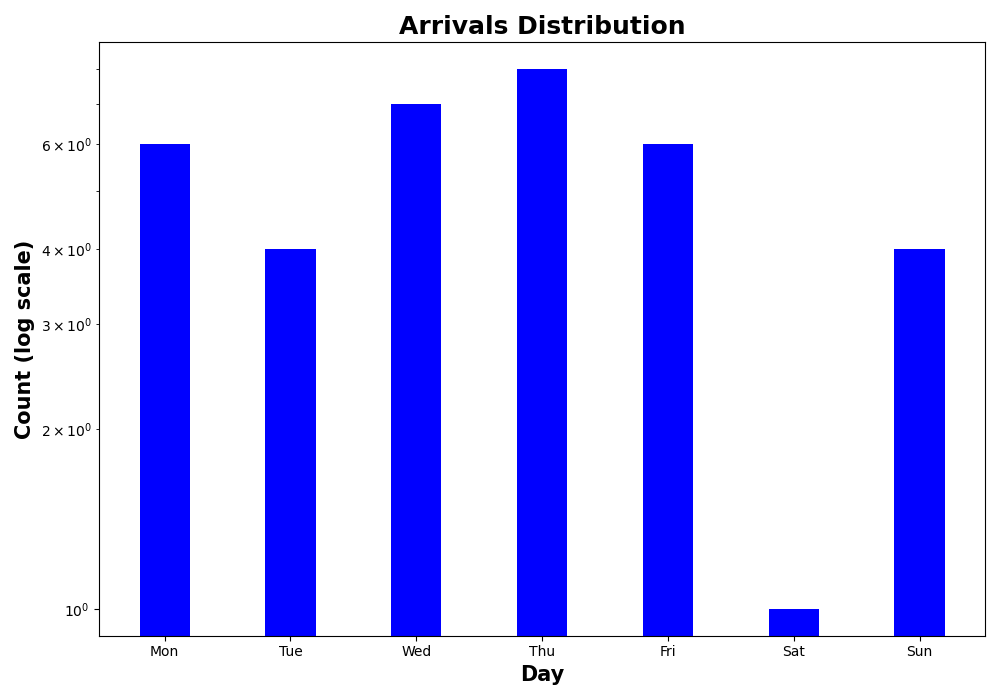 Arrivals Distribution
Count (log scale)
6 × 10⁰
4 × 10⁰
3 × 10⁰
2 × 10⁰
10⁰
Mon Tue Wed Thu Fri Sat Sun
Day